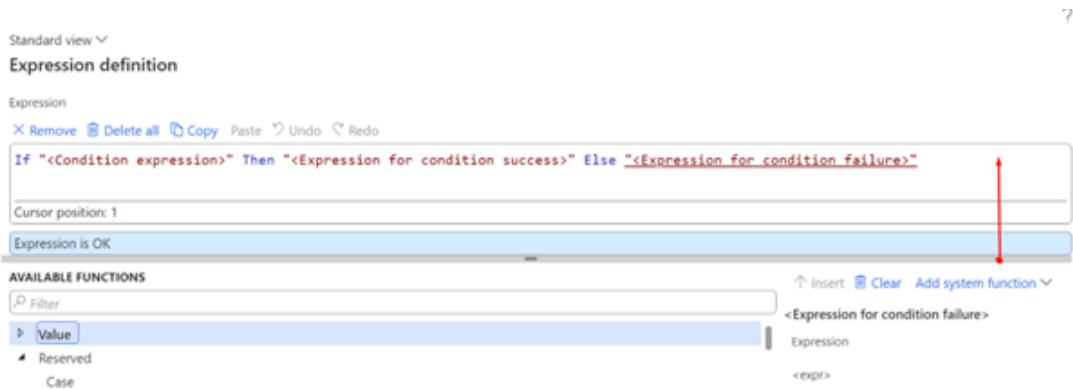 ?
Standard view
Expression definition
Expression
Remove Delete all Copy Paste Undo Redo
If "<Condition expression>" Then "<Expression for condition success>" Else "<Expression for condition failure>"
Cursor position: 1
Expression is OK
AVAILABLE FUNCTIONS
Insert Clear Add system function
Filter
<Expression for condition failure>
Value
Expression
Reserved
Case
<expr>